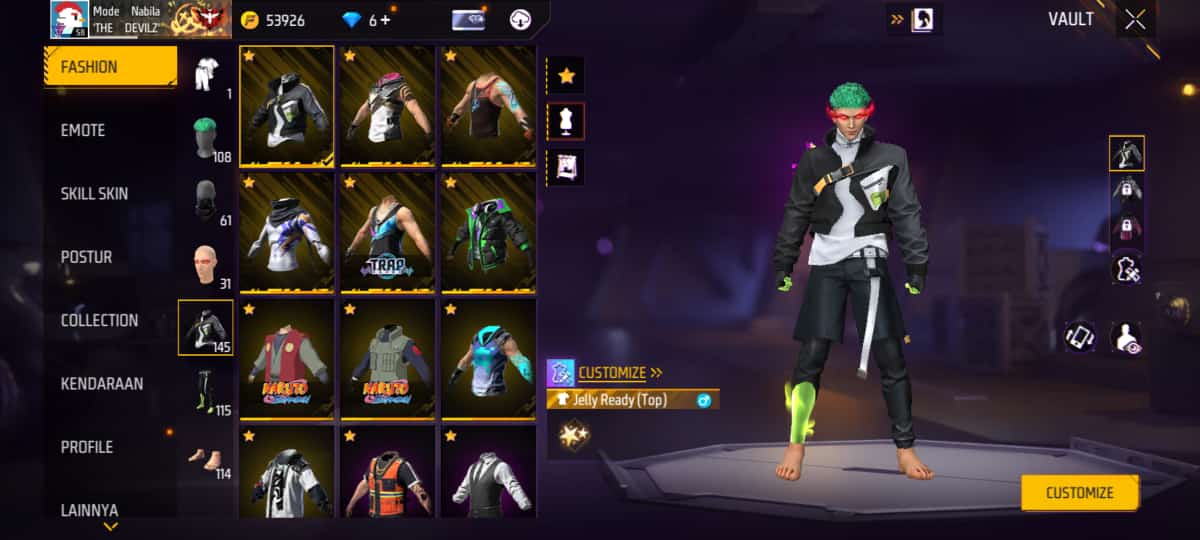 Mode Nabila
'THE DEVILZ'
58
53926
6+
VAULT
FASHION
EMOTE
SKILL SKIN
POSTUR
COLLECTION
KENDARAAN
PROFILE
LAINNYA
1
108
61
31
145
115
114
TRAP
NARUTO
NARUTO
CUSTOMIZE >>
Jelly Ready (Top)
CUSTOMIZE